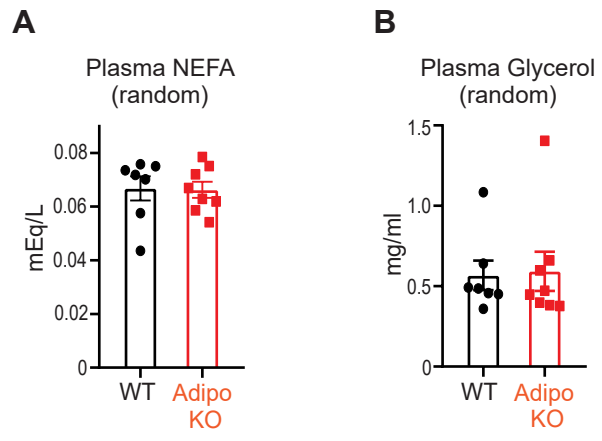 A
Plasma NEFA
(random)
mEq/L
0.08
0.06
0.04
0.02
0
WT
Adipo
KO
B
Plasma Glycerol
(random)
mg/ml
1.5
1.0
0.5
0
WT
Adipo
KO